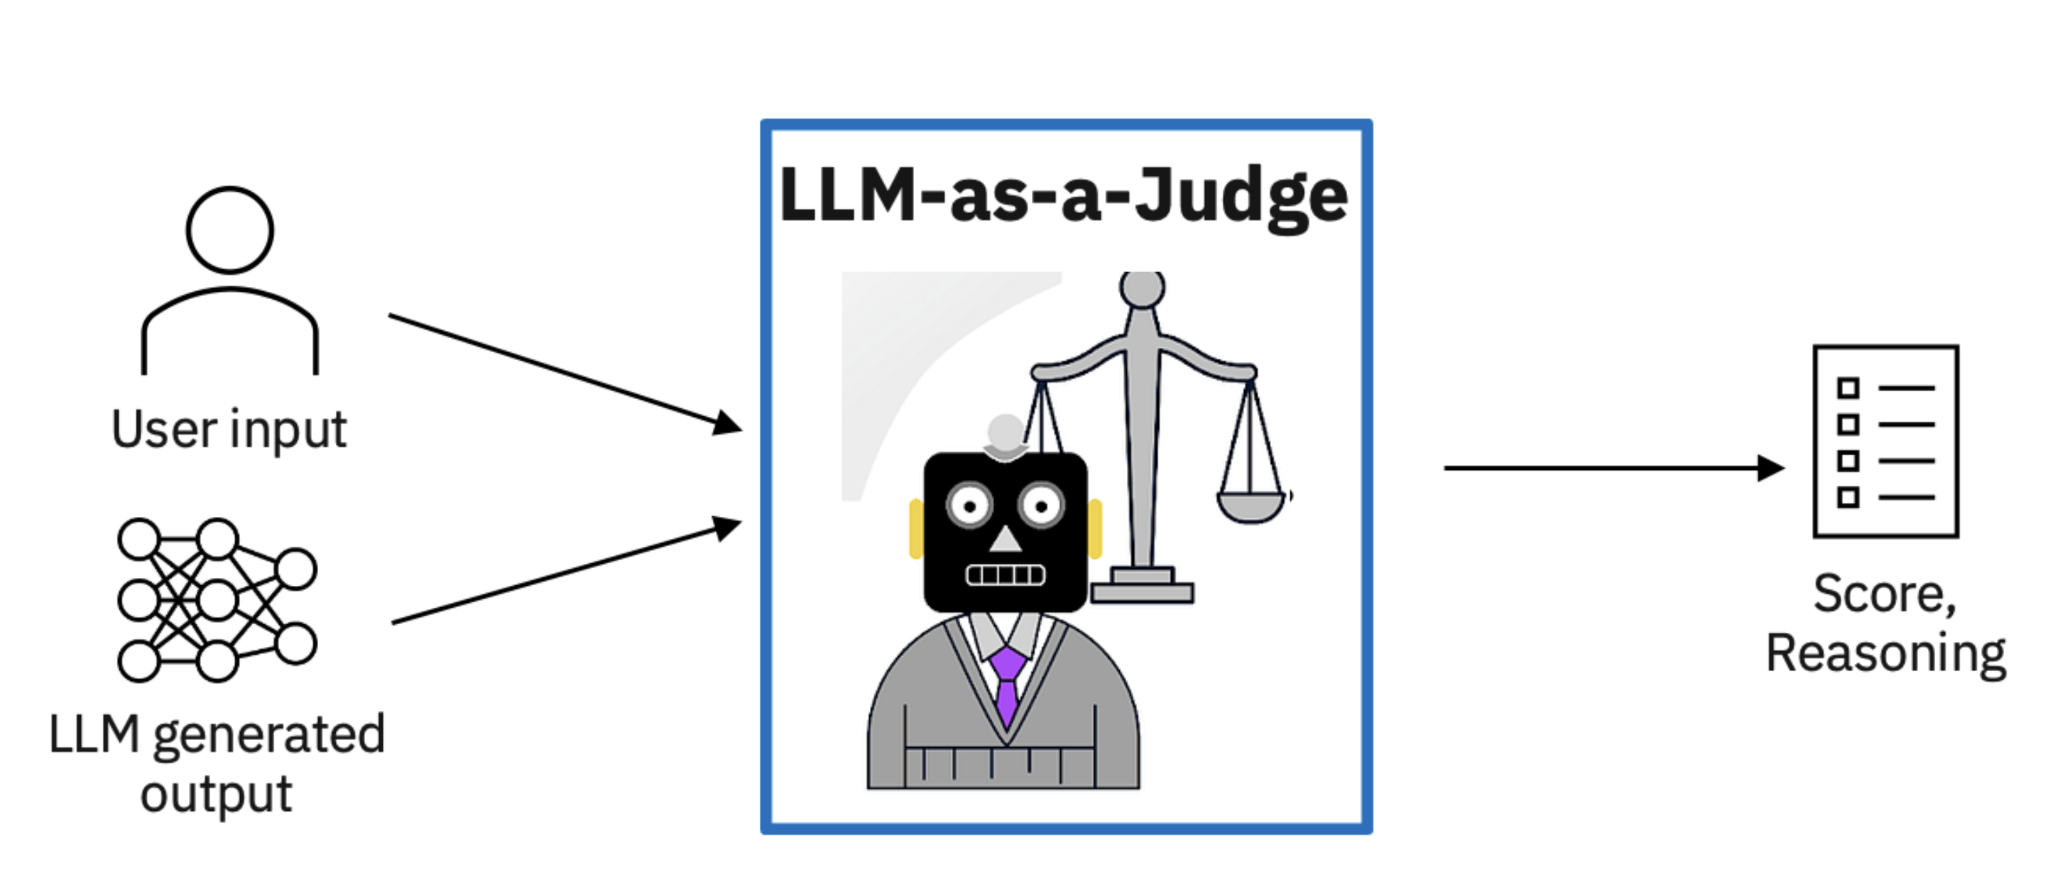 LLM-as-a-Judge
User input
LLM generated
output
Score,
Reasoning